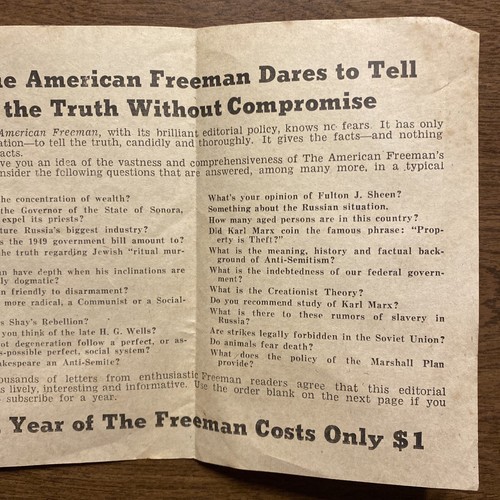 e American Freeman Dares to Tell
the Truth Without Compromise
American Freeman, with its brilliant editorial policy, knows no fears. It has only
ation—to tell the truth, candidly and thoroughly. It gives the facts—and nothing
acts.
ve you an idea of the vastness and comprehensiveness of The American Freeman's
nsider the following questions that are answered, among many more, in a typical
he concentration of wealth?
the Governor of the State of Sonora,
expel its priests?
ture Russia's biggest industry?
s the 1949 government bill amount to?
the truth regarding Jewish "ritual mur-
an have depth when his inclinations are
ly dogmatic?
n friendly to disarmament?
more radical, a Communist or a Social-
s Shay's Rebellion?
you think of the late H. G. Wells?
ot degeneration follow a perfect, or as-
s-possible perfect, social system?
akespeare an Anti-Semite?
What's your opinion of Fulton J. Sheen?
Something about the Russian situation.
How many aged persons are in this country?
Did Karl Marx coin the famous phrase: "Prop-
erty is Theft?"
What is the meaning, history and factual back-
ground of Anti-Semitism?
What is the indebtedness of our federal govern-
ment?
What is the Creationist Theory?
Do you recommend study of Karl Marx?
What is there to these rumors of slavery in
Russia?
Are strikes legally forbidden in the Soviet Union?
Do animals fear death?
What does the policy of the Marshall Plan
provide?
ousands of letters from enthusiastic Freeman readers agree that this editorial
s lively, interesting and informative. Use the order blank on the next page if you
subscribe for a year.
Year of The Freeman Costs Only $1